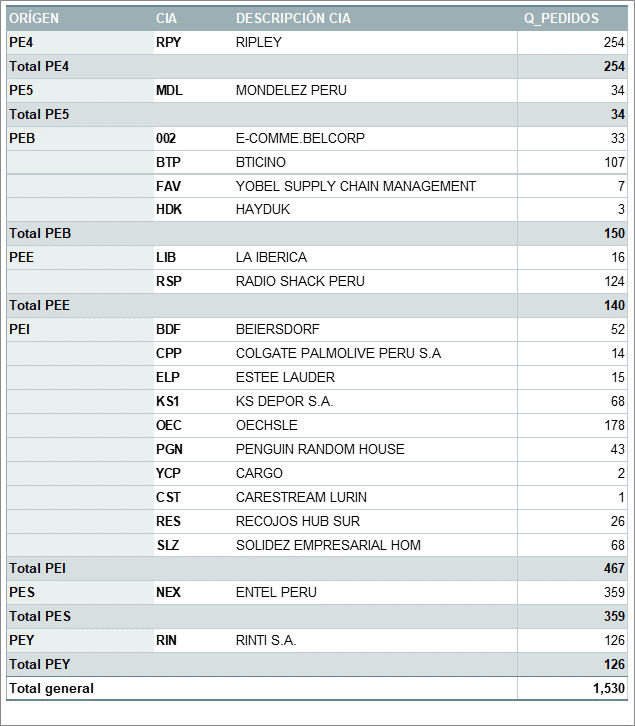 ORÍGEN CIA DESCRIPCIÓN CIA Q_PEDIDOS
PE4 RPY RIPLEY 254
Total PE4 254
PE5 MDL MONDELEZ PERU 34
Total PE5 34
PEB 002 E-COMME.BELCORP 33
BTP BTICINO 107
FAV YOBEL SUPPLY CHAIN MANAGEMENT 7
HDK HAYDUK 3
Total PEB 150
PEE LIB LA IBERICA 16
RSP RADIO SHACK PERU 124
Total PEE 140
PEI BDF BEIERSDORF 52
CPP COLGATE PALMOLIVE PERU S.A 14
ELP ESTEE LAUDER 15
KS1 KS DEPOR S.A. 68
OEC OECHSLE 178
PGN PENGUIN RANDOM HOUSE 43
YCP CARGO 2
CST CARESTREAM LURIN 1
RES RECOJOS HUB SUR 26
SLZ SOLIDEZ EMPRESARIAL HOM 68
Total PEI 467
PES NEX ENTEL PERU 359
Total PES 359
PEY RIN RINTI S.A. 126
Total PEY 126
Total general 1,530